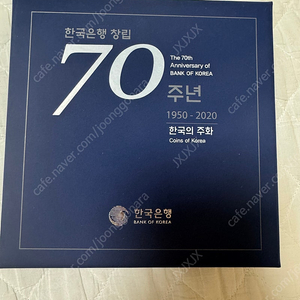 한국은행 창립
70
The 70th
Anniversary of
BANK OF KOREA
주년
1950 - 2020
한국의 주화
Coins of Korea
한국은행
BANK OF KOREA